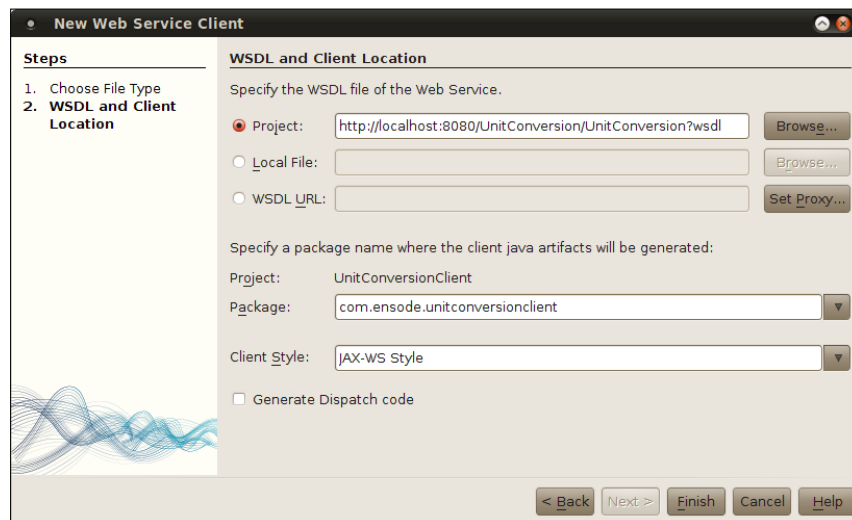 New Web Service Client
Steps
1. Choose File Type
2. WSDL and Client
Location
WSDL and Client Location
Specify the WSDL file of the Web Service.
Project: http://localhost:8080/UnitConversion/UnitConversion?wsdl Browse...
Local File: Browse...
WSDL URL: Set Proxy...
Specify a package name where the client java artifacts will be generated:
Project: UnitConversionClient
Package: com.ensode.unitconversionclient
Client Style: JAX-WS Style
Generate Dispatch code
< Back Next > Finish Cancel Help